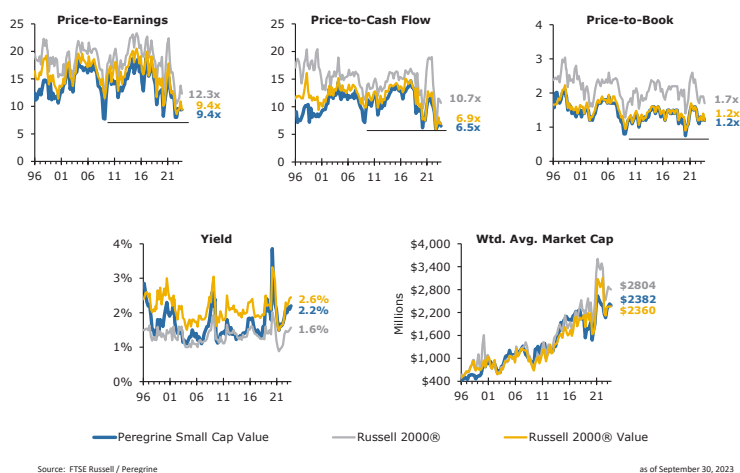 Price-to-Earnings
25
20
15
10
5
0
96 01 06 11 16 21
12.3x
9.4x
9.4x
Price-to-Cash Flow
25
20
15
10
5
0
96 01 06 11 16 21
10.7x
6.9x
6.5x
Price-to-Book
4
3
2
1
0
96 01 06 11 16 21
1.7x
1.2x
1.2x
Yield
4%
3%
2%
1%
0%
96 01 06 11 16 21
2.6%
2.2%
1.6%
Wtd. Avg. Market Cap
Millions
$4,000
$3,400
$2,800
$2,200
$1,600
$1,000
$400
96 01 06 11 16 21
$2804
$2382
$2360
Peregrine Small Cap Value Russell 2000® Russell 2000® Value
Source: FTSE Russell / Peregrine as of September 30, 2023